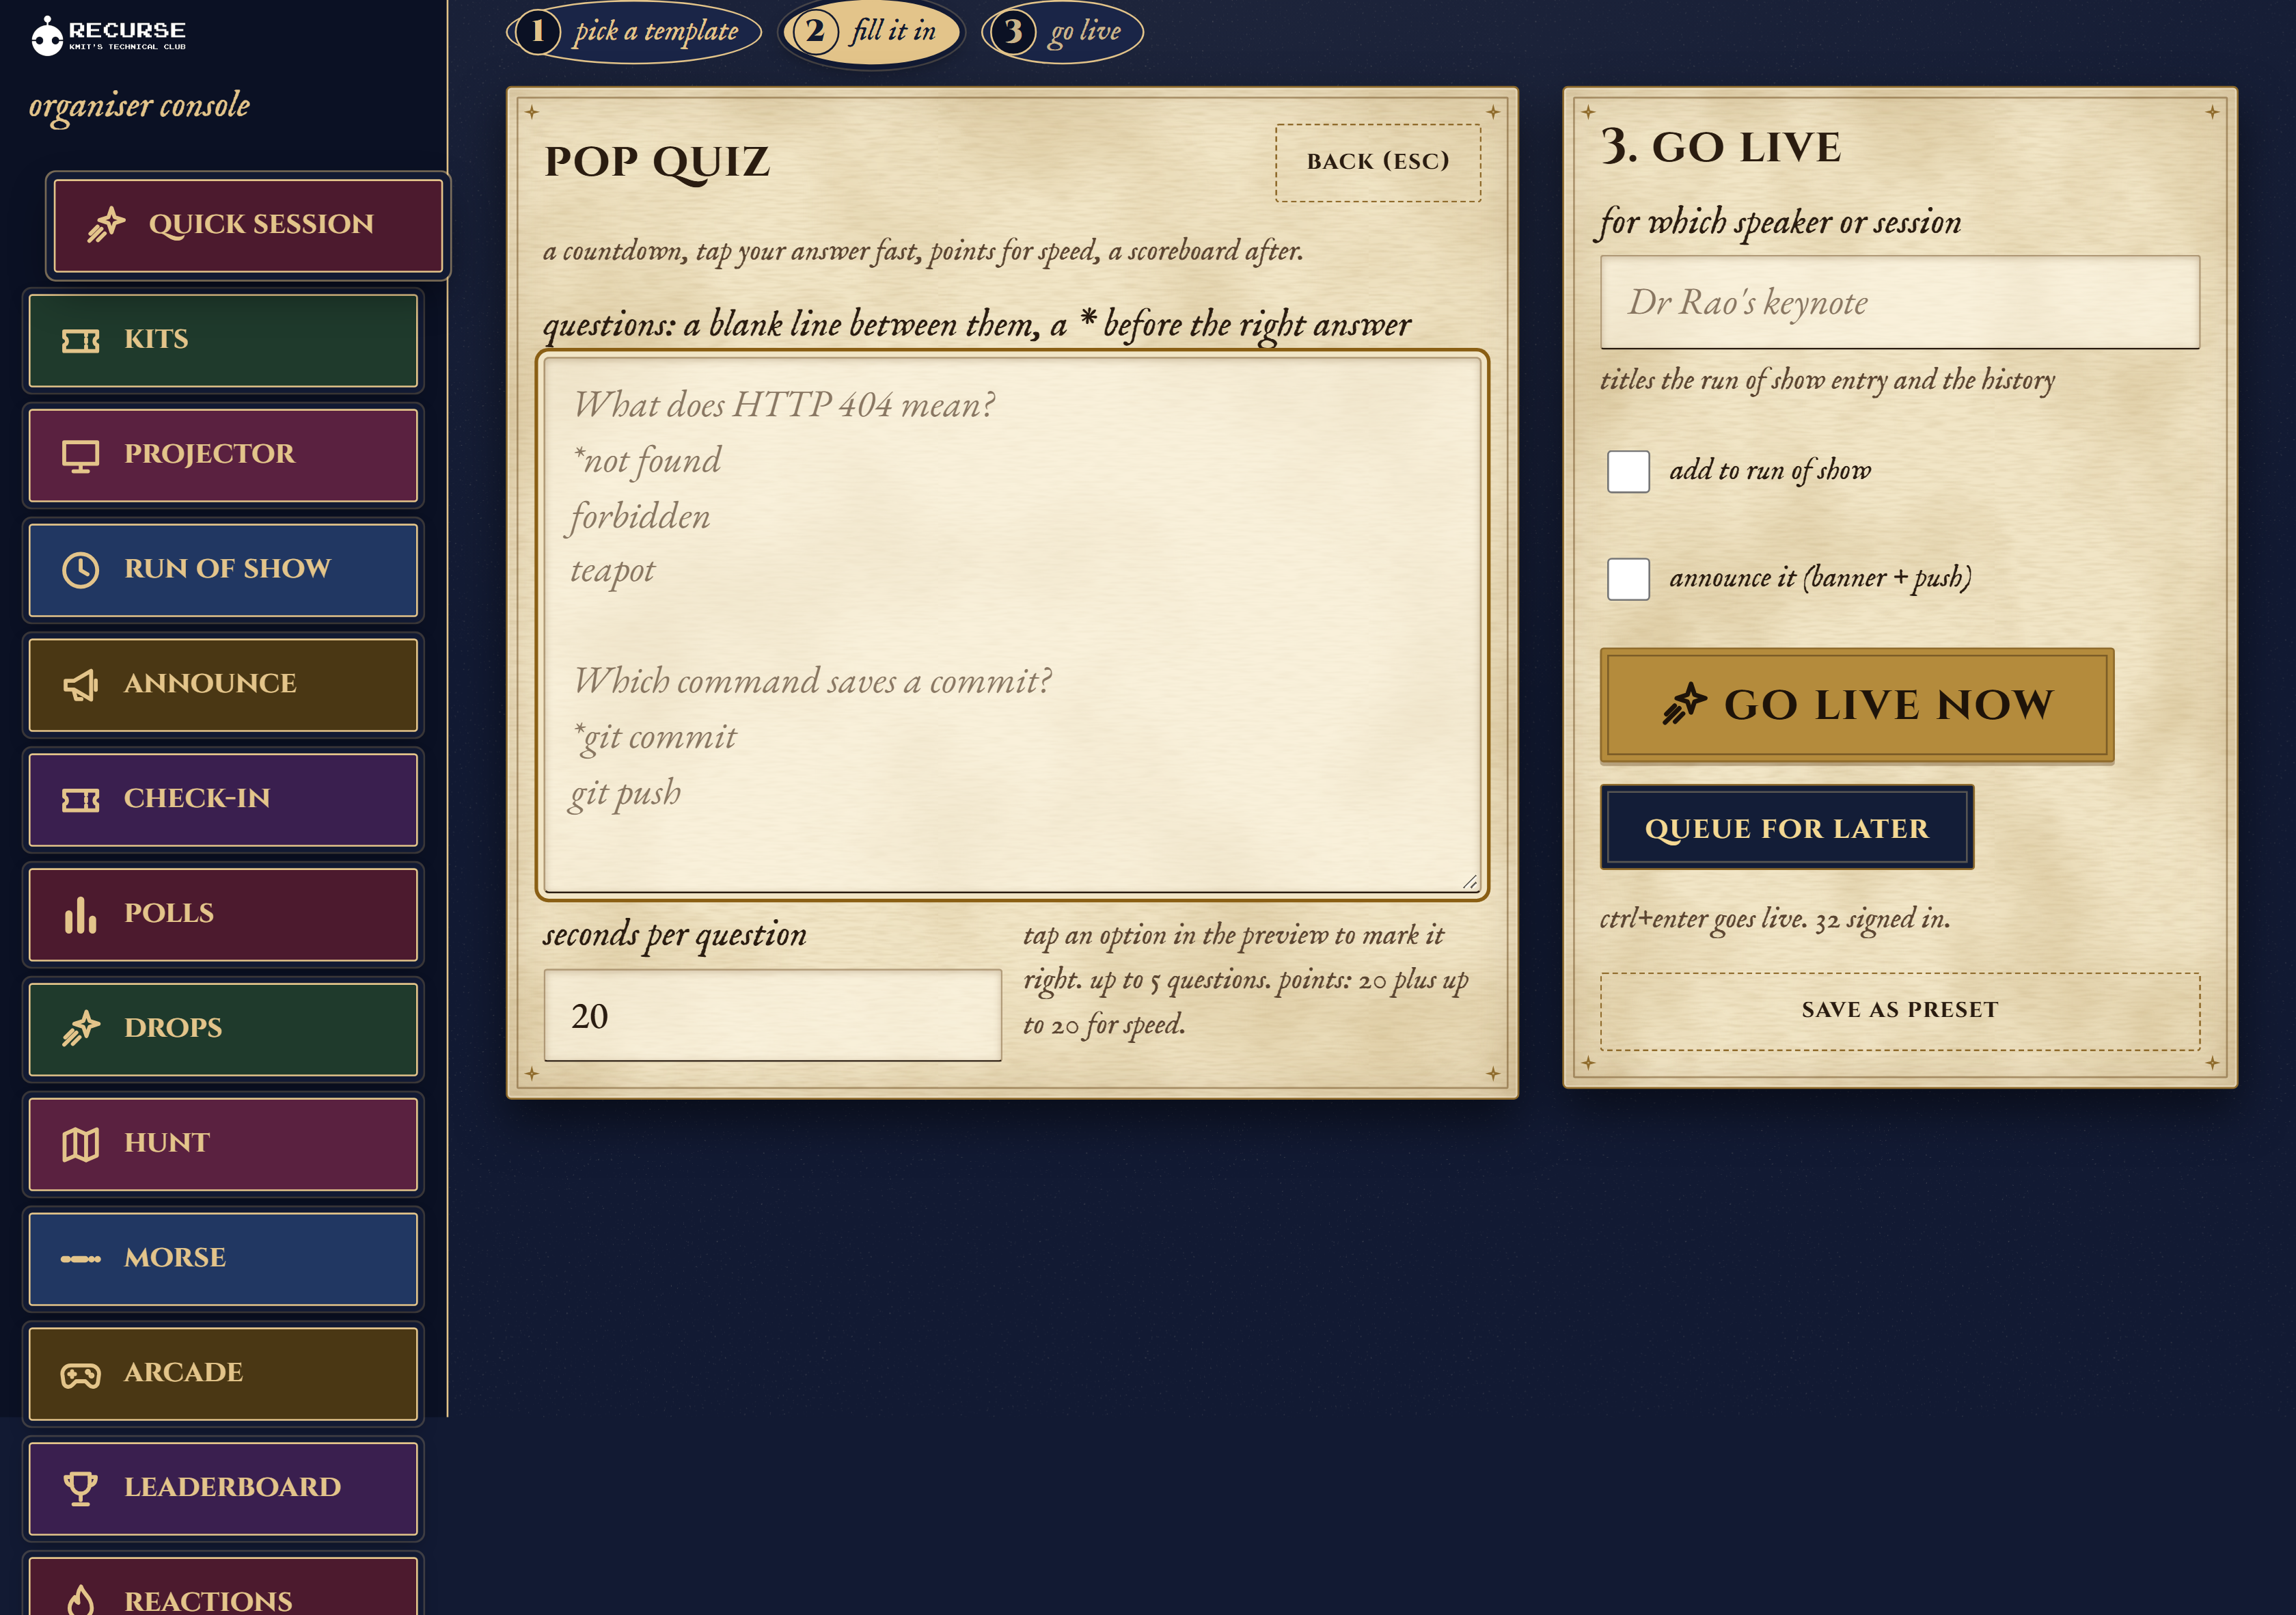 RECURSE
KMIT'S TECHNICAL CLUB
organiser console
QUICK SESSION
KITS
PROJECTOR
RUN OF SHOW
ANNOUNCE
CHECK-IN
POLLS
DROPS
HUNT
MORSE
ARCADE
LEADERBOARD
REACTIONS
1 pick a template
2 fill it in
3 go live
POP QUIZ
BACK (ESC)
a countdown, tap your answer fast, points for speed, a scoreboard after.
questions: a blank line between them, a * before the right answer
What does HTTP 404 mean?
*not found
forbidden
teapot
Which command saves a commit?
*git commit
git push
seconds per question
20
tap an option in the preview to mark it
right. up to 5 questions. points: 20 plus up
to 20 for speed.
3. GO LIVE
for which speaker or session
Dr Rao's keynote
titles the run of show entry and the history
add to run of show
announce it (banner + push)
GO LIVE NOW
QUEUE FOR LATER
ctrl+enter goes live. 32 signed in.
SAVE AS PRESET